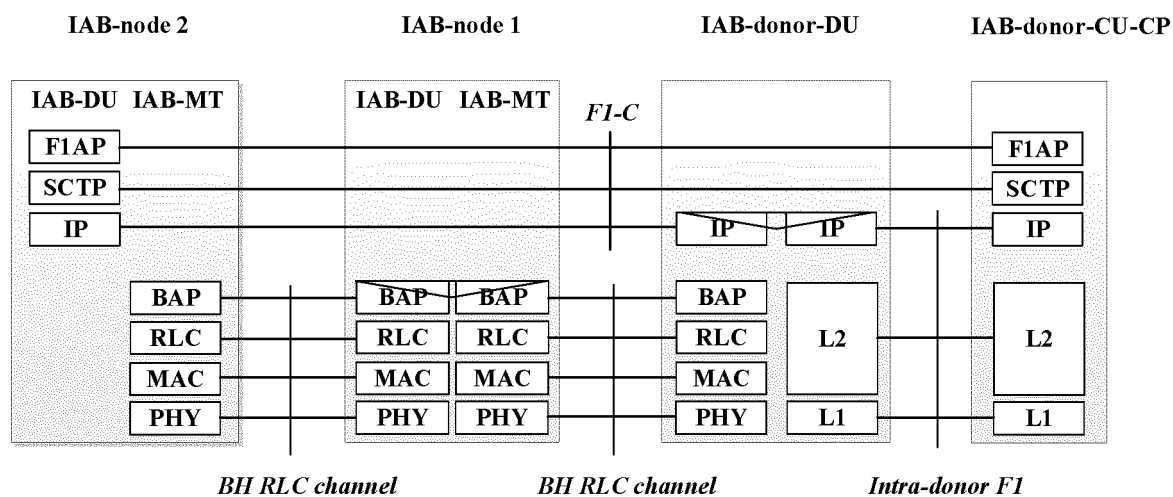 IAB-node 2 IAB-node 1 IAB-donor-DU IAB-donor-CU-CP
IAB-DU IAB-MT IAB-DU IAB-MT
F1-C
F1AP F1AP
SCTP SCTP
IP IP IP IP
BAP BAP BAP BAP
RLC RLC RLC RLC L2 L2
MAC MAC MAC MAC
PHY PHY PHY PHY L1 L1
BH RLC channel BH RLC channel Intra-donor F1